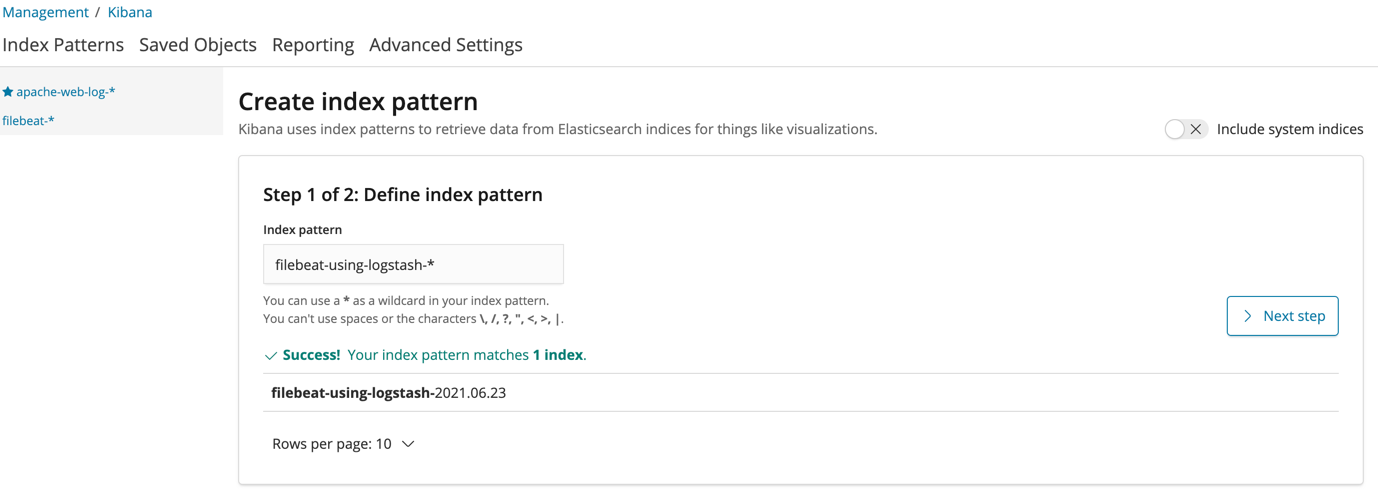 Management / Kibana
Index Patterns Saved Objects Reporting Advanced Settings
apache-web-log-*
filebeat-*
Create index pattern
Kibana uses index patterns to retrieve data from Elasticsearch indices for things like visualizations.
Include system indices
Step 1 of 2: Define index pattern
Index pattern
filebeat-using-logstash-*
You can use a * as a wildcard in your index pattern.
You can't use spaces or the characters \, /, ?, ", <, >, |.
Next step
Success! Your index pattern matches 1 index.
filebeat-using-logstash-2021.06.23
Rows per page: 10